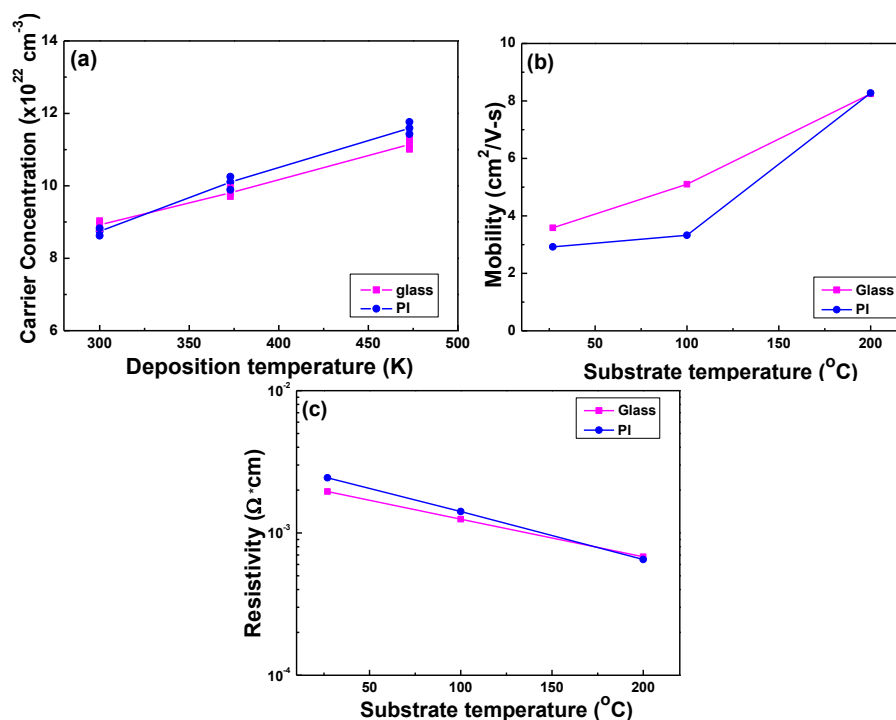 (a)
Carrier Concentration (x10²² cm⁻³)
12
10
8
6
14
300
350
400
450
500
Deposition temperature (K)
glass
PI
(b)
Mobility (cm²/V-s)
10
8
6
4
2
0
50
100
150
200
Substrate temperature (°C)
Glass
PI
(c)
Resistivity (Ω*cm)
10⁻²
10⁻³
10⁻⁴
50
100
150
200
Substrate temperature (°C)
Glass
PI